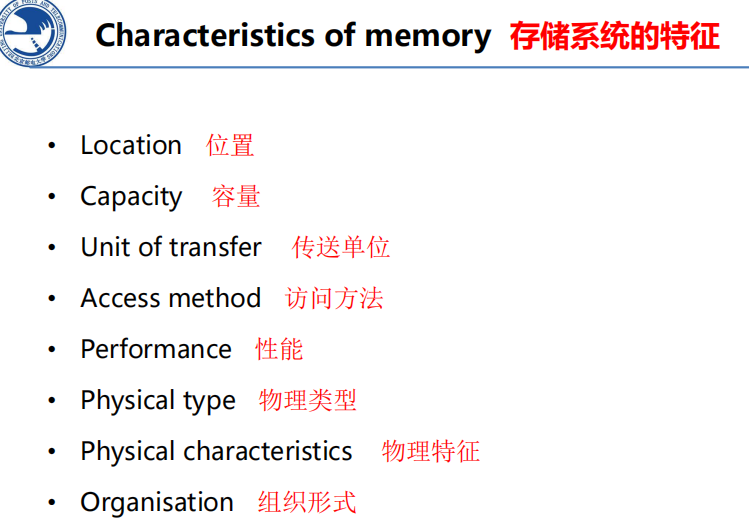 Characteristics of memory 存储系统的特征
• Location 位置
• Capacity 容量
• Unit of transfer 传送单位
• Access method 访问方法
• Performance 性能
• Physical type 物理类型
• Physical characteristics 物理特征
• Organisation 组织形式